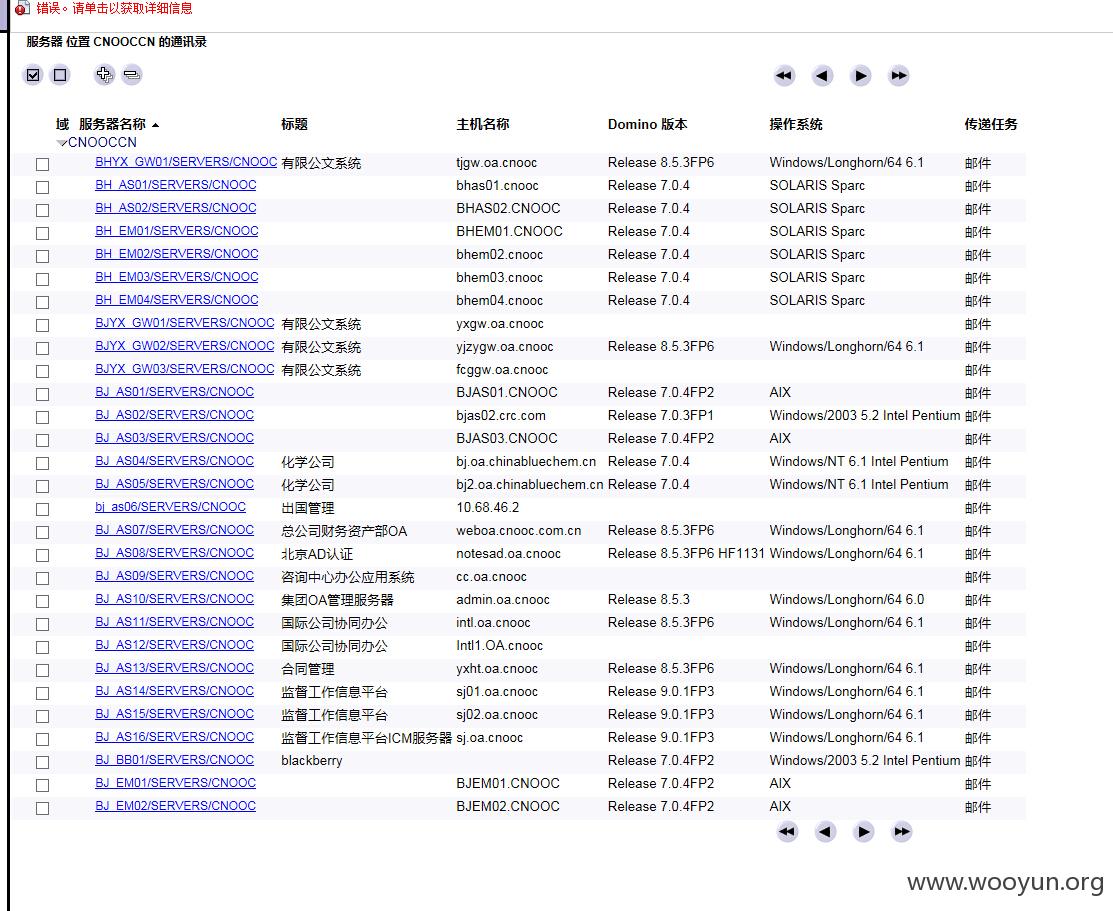 错误。请单击以获取详细信息
服务器 位置 CNOOCCN 的通讯录
域 服务器名称 标题 主机名称 Domino 版本 操作系统 传递任务
CNOOCCN
BHYX_GW01/SERVERS/CNOOC 有限公文系统 tjgw.oa.cnooc Release 8.5.3FP6 Windows/Longhorn/64 6.1 邮件
BH_AS01/SERVERS/CNOOC bhas01.cnooc Release 7.0.4 SOLARIS Sparc 邮件
BH_AS02/SERVERS/CNOOC BHAS02.CNOOC Release 7.0.4 SOLARIS Sparc 邮件
BH_EM01/SERVERS/CNOOC BHEM01.CNOOC Release 7.0.4 SOLARIS Sparc 邮件
BH_EM02/SERVERS/CNOOC bhem02.cnooc Release 7.0.4 SOLARIS Sparc 邮件
BH_EM03/SERVERS/CNOOC bhem03.cnooc Release 7.0.4 SOLARIS Sparc 邮件
BH_EM04/SERVERS/CNOOC bhem04.cnooc Release 7.0.4 SOLARIS Sparc 邮件
BJYX_GW01/SERVERS/CNOOC 有限公文系统 yxgw.oa.cnooc 邮件
BJYX_GW02/SERVERS/CNOOC 有限公文系统 yjzygw.oa.cnooc Release 8.5.3FP6 Windows/Longhorn/64 6.1 邮件
BJYX_GW03/SERVERS/CNOOC 有限公文系统 fcggw.oa.cnooc 邮件
BJ_AS01/SERVERS/CNOOC BJAS01.CNOOC Release 7.0.4FP2 AIX 邮件
BJ_AS02/SERVERS/CNOOC bjas02.crc.com Release 7.0.3FP1 Windows/2003 5.2 Intel Pentium 邮件
BJ_AS03/SERVERS/CNOOC BJAS03.CNOOC Release 7.0.4FP2 AIX 邮件
BJ_AS04/SERVERS/CNOOC 化学公司 bj.oa.chinabluechem.cn Release 7.0.4 Windows/NT 6.1 Intel Pentium 邮件
BJ_AS05/SERVERS/CNOOC 化学公司 bj2.oa.chinabluechem.cn Release 7.0.4 Windows/NT 6.1 Intel Pentium 邮件
bj_as06/SERVERS/CNOOC 出国管理 10.68.46.2 邮件
BJ_AS07/SERVERS/CNOOC 总公司财务资产部OA weboa.cnooc.com.cn Release 8.5.3FP6 Windows/Longhorn/64 6.1 邮件
BJ_AS08/SERVERS/CNOOC 北京AD认证 notesad.oa.cnooc Release 8.5.3FP6 HF1131 Windows/Longhorn/64 6.1 邮件
BJ_AS09/SERVERS/CNOOC 咨询中心办公应用系统 cc.oa.cnooc 邮件
BJ_AS10/SERVERS/CNOOC 集团OA管理服务器 admin.oa.cnooc Release 8.5.3 Windows/Longhorn/64 6.0 邮件
BJ_AS11/SERVERS/CNOOC 国际公司协同办公 intl.oa.cnooc Release 8.5.3FP6 Windows/Longhorn/64 6.1 邮件
BJ_AS12/SERVERS/CNOOC 国际公司协同办公 Intl1.OA.cnooc 邮件
BJ_AS13/SERVERS/CNOOC 合同管理 yxht.oa.cnooc Release 8.5.3FP6 Windows/Longhorn/64 6.1 邮件
BJ_AS14/SERVERS/CNOOC 监督工作信息平台 sj01.oa.cnooc Release 9.0.1FP3 Windows/Longhorn/64 6.1 邮件
BJ_AS15/SERVERS/CNOOC 监督工作信息平台 sj02.oa.cnooc Release 9.0.1FP3 Windows/Longhorn/64 6.1 邮件
BJ_AS16/SERVERS/CNOOC 监督工作信息平台ICM服务器 sj.oa.cnooc Release 9.0.1FP3 Windows/Longhorn/64 6.1 邮件
BJ_BB01/SERVERS/CNOOC blackberry Release 7.0.4FP2 Windows/2003 5.2 Intel Pentium 邮件
BJ_EM01/SERVERS/CNOOC BJEM01.CNOOC Release 7.0.4FP2 AIX 邮件
BJ_EM02/SERVERS/CNOOC BJEM02.CNOOC Release 7.0.4FP2 AIX 邮件
www.wooyun.org